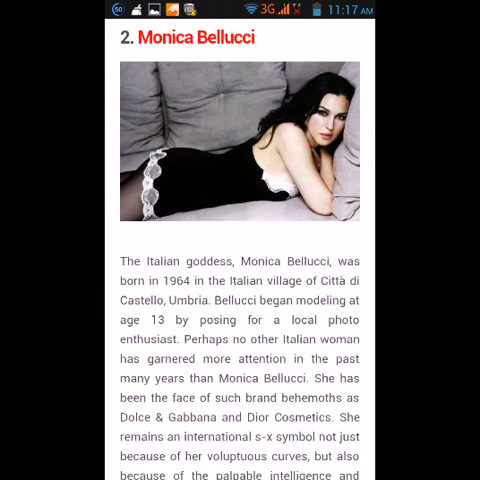 50 3G 11:17 AM
2. Monica Bellucci
The Italian goddess, Monica Bellucci, was
born in 1964 in the Italian village of Città di
Castello, Umbria. Bellucci began modeling at
age 13 by posing for a local photo
enthusiast. Perhaps no other Italian woman
has garnered more attention in the past
many years than Monica Bellucci. She has
been the face of such brand behemoths as
Dolce & Gabbana and Dior Cosmetics. She
remains an international s-x symbol not just
because of her voluptuous curves, but also
because of the palpable intelligence and